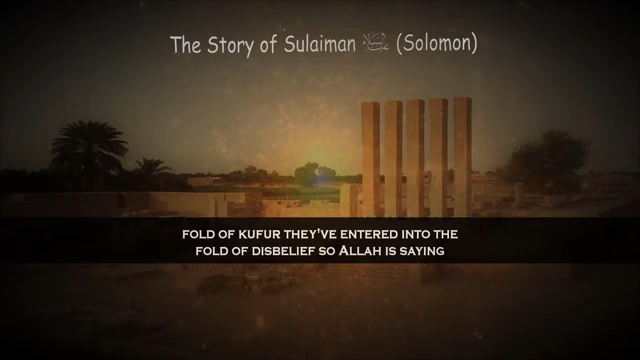 The Story of Sulaiman (Solomon)
FOLD OF KUFUR THEY'VE ENTERED INTO THE
FOLD OF DISBELIEF SO ALLAH IS SAYING